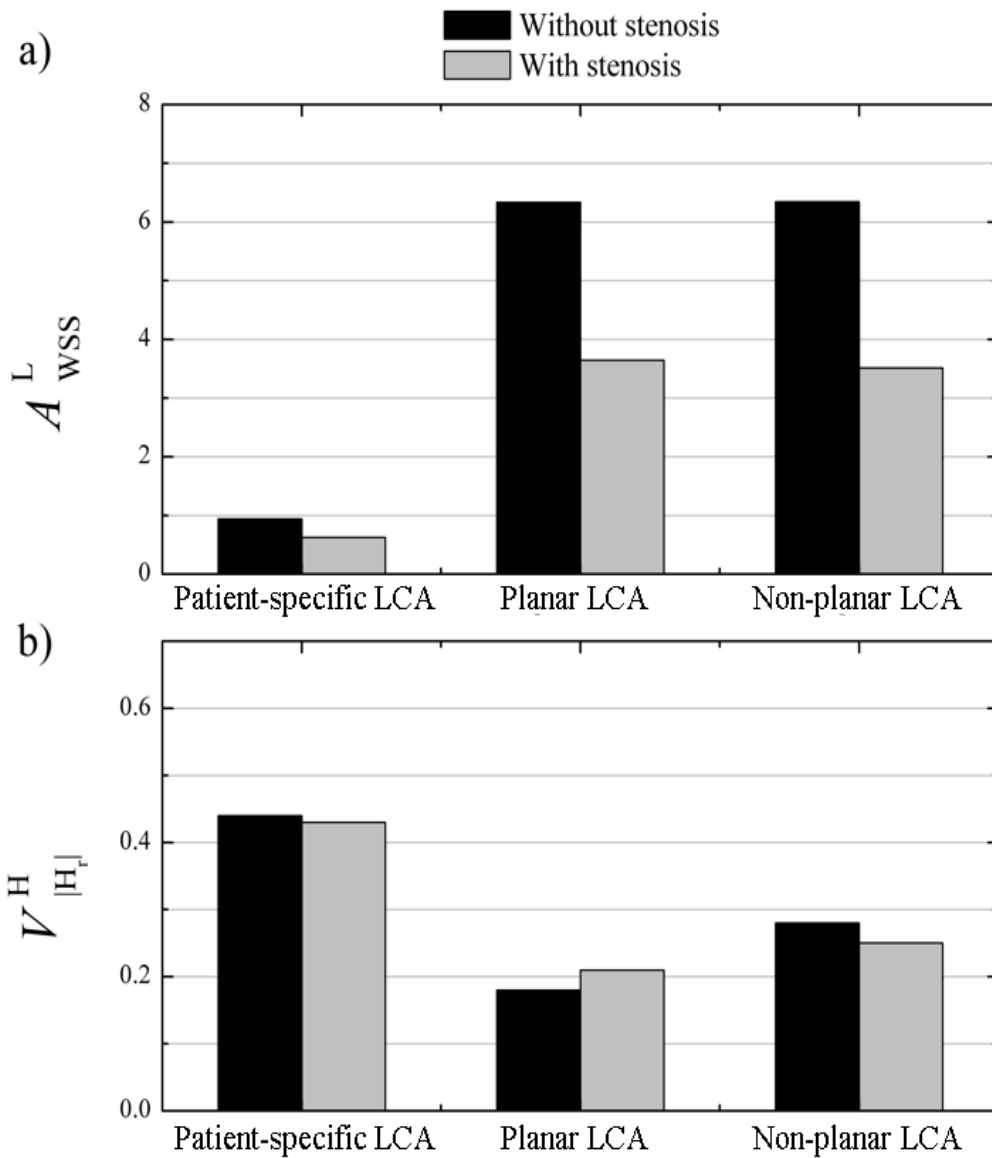 Without stenosis
a)
With stenosis
8
6
4
2
0
A L WSS
Patient-specific LCA Planar LCA Non-planar LCA
b)
0.6
0.4
0.2
0.0
V H |Hr|
Patient-specific LCA Planar LCA Non-planar LCA